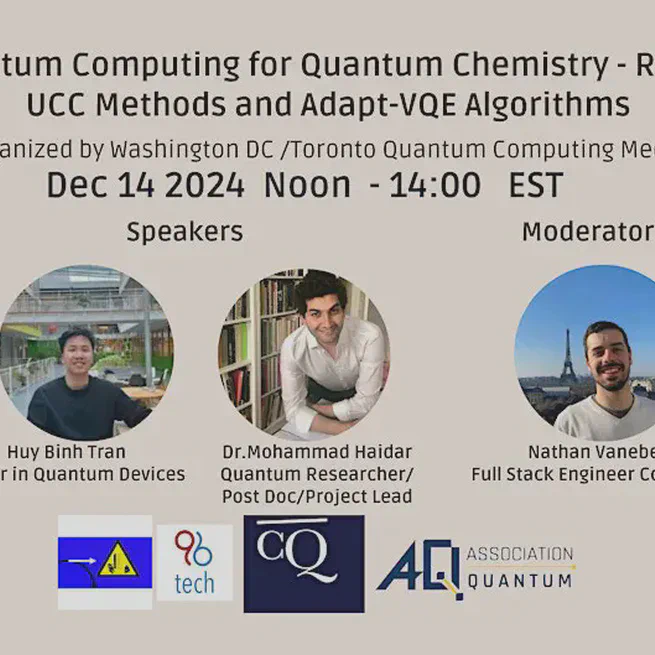 tum Computing for Quantum Chemistry - R
UCC Methods and Adapt-VQE Algorithms
anized by Washington DC /Toronto Quantum Computing Mee
Dec 14 2024 Noon - 14:00 EST
Speakers
Moderator
Huy Binh Tran
r in Quantum Devices
Dr.Mohammad Haidar
Quantum Researcher/
Post Doc/Project Lead
Nathan Vanebe
Full Stack Engineer Co
96
tech
CQ
AQ
ASSOCIATION
QUANTUM